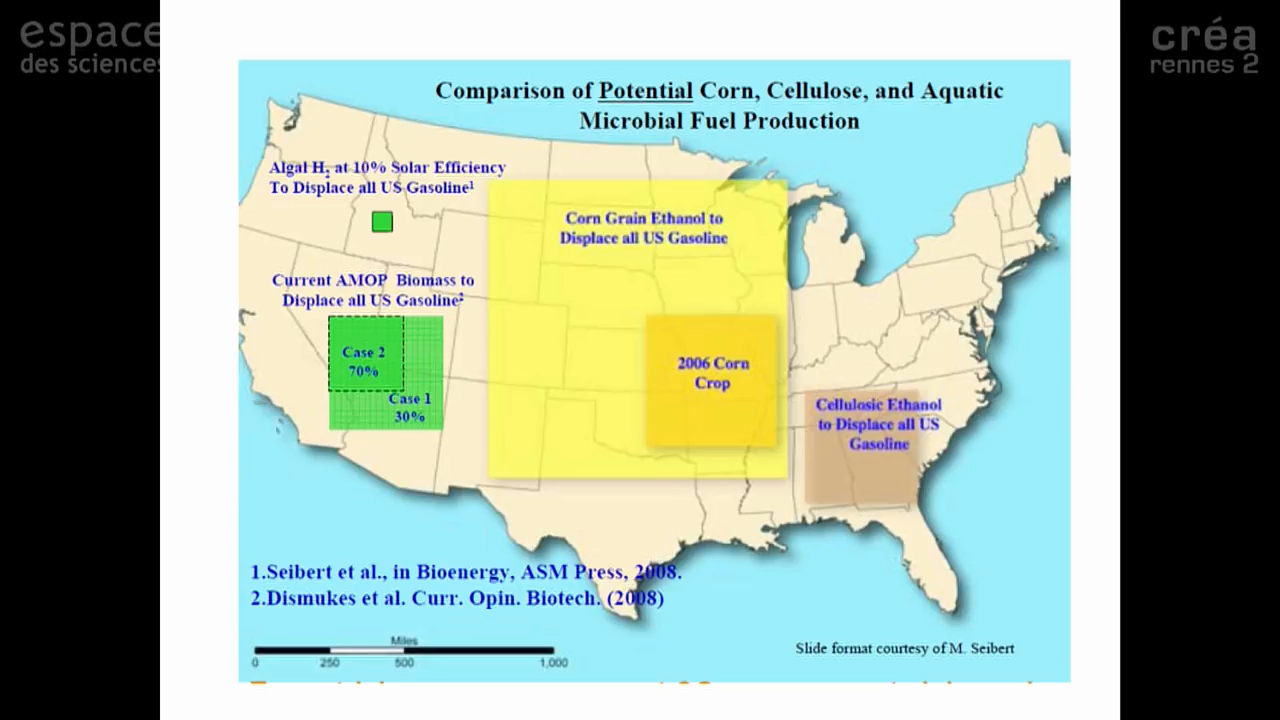 espace
des sciences
créa
rennes 2
Comparison of Potential Corn, Cellulose, and Aquatic
Microbial Fuel Production
Algal H2 at 10% Solar Efficiency
To Displace all US Gasoline1
Corn Grain Ethanol to
Displace all US Gasoline
Current AMOP Biomass to
Displace all US Gasoline2
Case 2
70%
Case 1
30%
2006 Corn
Crop
Cellulosic Ethanol
to Displace all US
Gasoline
1.Seibert et al., in Bioenergy, ASM Press, 2008.
2.Dismukes et al. Curr. Opin. Biotech. (2008)
Miles
0 250 500 1,000
Slide format courtesy of M. Seibert